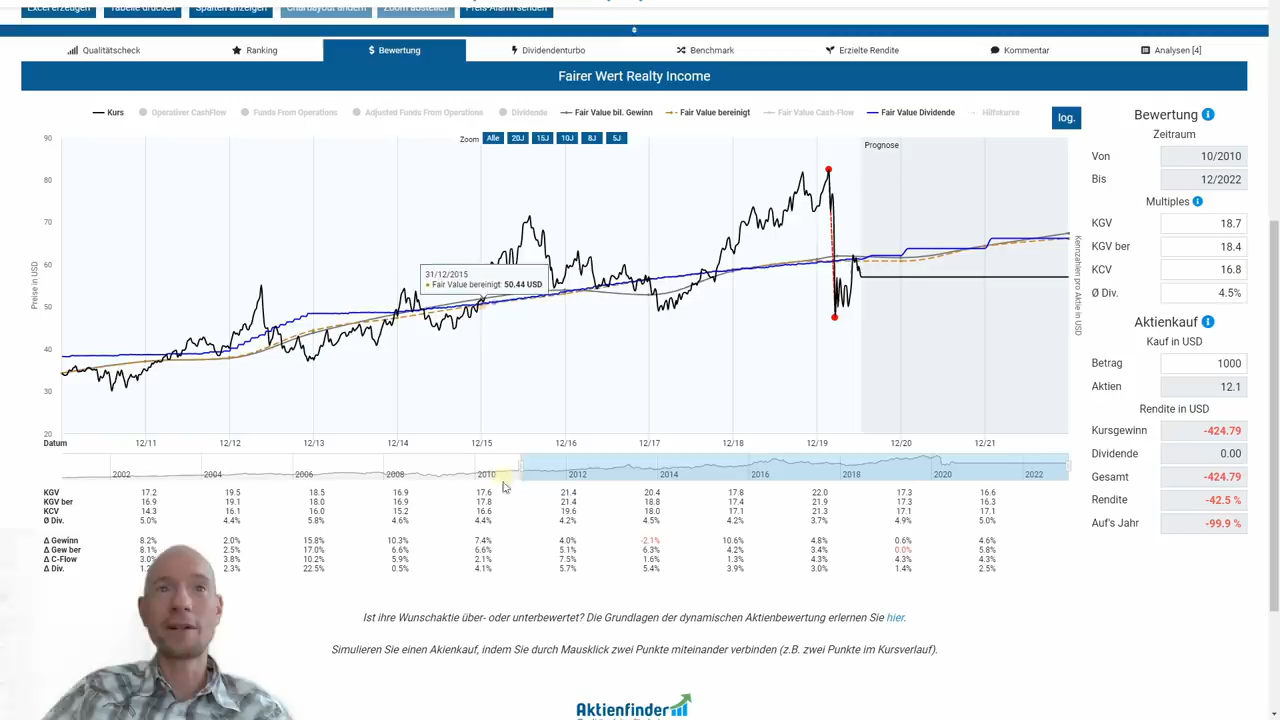 Excel erzeugen Tabelle drucken Spalten anzeigen Chartlayout ändern Zoom abstellen Preis-Alarm senden
Qualitätscheck Ranking Bewertung Dividendenturbo Benchmark Erzielte Rendite Kommentar Analysen [4]
Fairer Wert Realty Income
Kurs Operativer CashFlow Funds From Operations Adjusted Funds From Operations Dividende Fair Value bil. Gewinn Fair Value bereinigt Fair Value Cash-Flow Fair Value Dividende Hilfskurse
log.
Zoom Alle 20J 15J 10J 8J 5J
Prognose
90
80
70
60
50
40
30
20
Preise in USD
Kennzahlen pro Aktie in USD
31/12/2015
Fair Value bereinigt: 50.44 USD
Datum 12/11 12/12 12/13 12/14 12/15 12/16 12/17 12/18 12/19 12/20 12/21
2002 2004 2006 2008 2010 2012 2014 2016 2018 2020 2022
KGV 17.2 19.5 18.5 16.9 17.6 21.4 20.4 17.8 22.0 17.3 16.6
KGV ber 16.9 19.1 18.0 16.9 17.8 21.4 18.8 17.4 21.9 17.3 16.3
KCV 14.3 16.1 16.0 15.2 16.6 19.6 18.0 17.1 21.3 17.1 17.1
Ø Div. 5.0% 4.4% 5.8% 4.6% 4.4% 4.2% 4.5% 4.2% 3.7% 4.9% 5.0%
Δ Gewinn 8.2% 2.0% 15.8% 10.3% 7.4% 4.0% -2.1% 10.6% 4.8% 0.6% 4.6%
Δ Gew ber 8.1% 2.5% 17.0% 6.6% 6.6% 5.1% 6.3% 4.2% 3.4% 0.0% 5.8%
Δ C-Flow 3.0% 3.8% 10.2% 5.9% 2.1% 7.5% 1.6% 1.3% 4.3% 4.3% 4.3%
Δ Div. 2.3% 22.5% 0.5% 4.1% 5.7% 5.4% 3.9% 3.0% 1.4% 2.5%
Bewertung
Zeitraum
Von 10/2010
Bis 12/2022
Multiples
KGV 18.7
KGV ber 18.4
KCV 16.8
Ø Div. 4.5%
Aktienkauf
Kauf in USD
Betrag 1000
Aktien 12.1
Rendite in USD
Kursgewinn -424.79
Dividende 0.00
Gesamt -424.79
Rendite -42.5 %
Auf's Jahr -99.9 %
Ist ihre Wunschaktie über- oder unterbewertet? Die Grundlagen der dynamischen Aktienbewertung erlernen Sie hier.
Simulieren Sie einen Akienkauf, indem Sie durch Mausklick zwei Punkte miteinander verbinden (z.B. zwei Punkte im Kursverlauf).
Aktienfinder